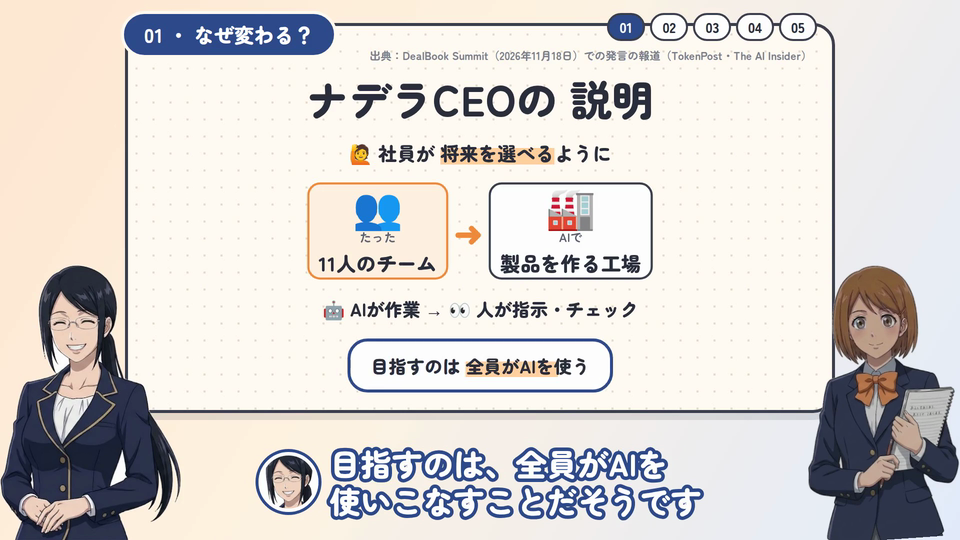 01 ・ なぜ変わる？
01 02 03 04 05
出典：DealBook Summit（2026年11月18日）での発言の報道（TokenPost・The AI Insider）
ナデラCEOの 説明
🙋 社員が 将来を選べるように
たった
11人のチーム
➜
AIで
製品を作る工場
🤖 AIが作業 → 👀 人が指示・チェック
目指すのは 全員がAIを使う
目指すのは、全員がAIを
使いこなすことだそうです